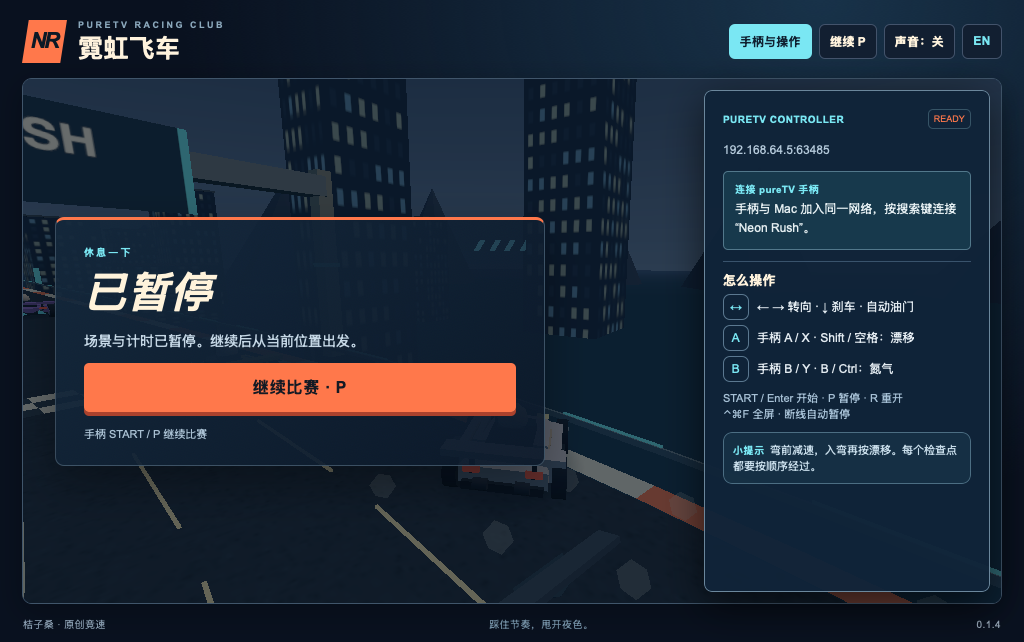 NR
PURETV RACING CLUB
霓虹飞车
手柄与操作
继续 P
声音：关
EN
SH
休息一下
已暂停
场景与计时已暂停。继续后从当前位置出发。
继续比赛 · P
手柄 START / P 继续比赛
PURETV CONTROLLER
READY
192.168.64.5:63485
连接 pureTV 手柄
手柄与 Mac 加入同一网络，按搜索键连接
“Neon Rush”。
怎么操作
↔ ←→ 转向 · ↓ 刹车 · 自动油门
A 手柄 A / X · Shift / 空格：漂移
B 手柄 B / Y · B / Ctrl：氮气
START / Enter 开始 · P 暂停 · R 重开
^⌘F 全屏 · 断线自动暂停
小提示 弯前减速，入弯再按漂移。每个检查点
都要按顺序经过。
桔子桑 · 原创竞速
踩住节奏，甩开夜色。
0.1.4